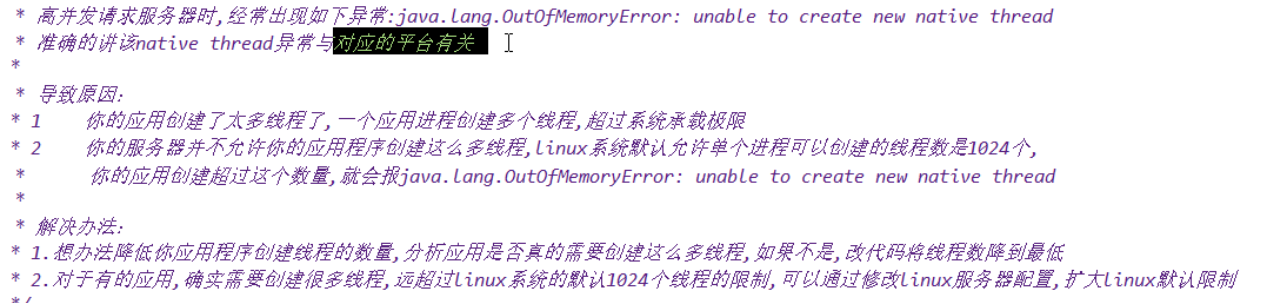 * 高并发请求服务器时,经常出现如下异常:java.lang.OutOfMemoryError: unable to create new native thread
* 准确的讲该native thread异常与对应的平台有关
*
* 导致原因:
* 1 你的应用创建了太多线程了,一个应用进程创建多个线程,超过系统承载极限
* 2 你的服务器并不允许你的应用程序创建这么多线程,linux系统默认允许单个进程可以创建的线程数是1024个,
* 你的应用创建超过这个数量,就会报java.lang.OutOfMemoryError: unable to create new native thread
*
* 解决办法:
* 1.想办法降低你应用程序创建线程的数量,分析应用是否真的需要创建这么多线程,如果不是,改代码将线程数降到最低
* 2.对于有的应用,确实需要创建很多线程,远超过linux系统的默认1024个线程的限制,可以通过修改linux服务器配置,扩大linux默认限制
*/